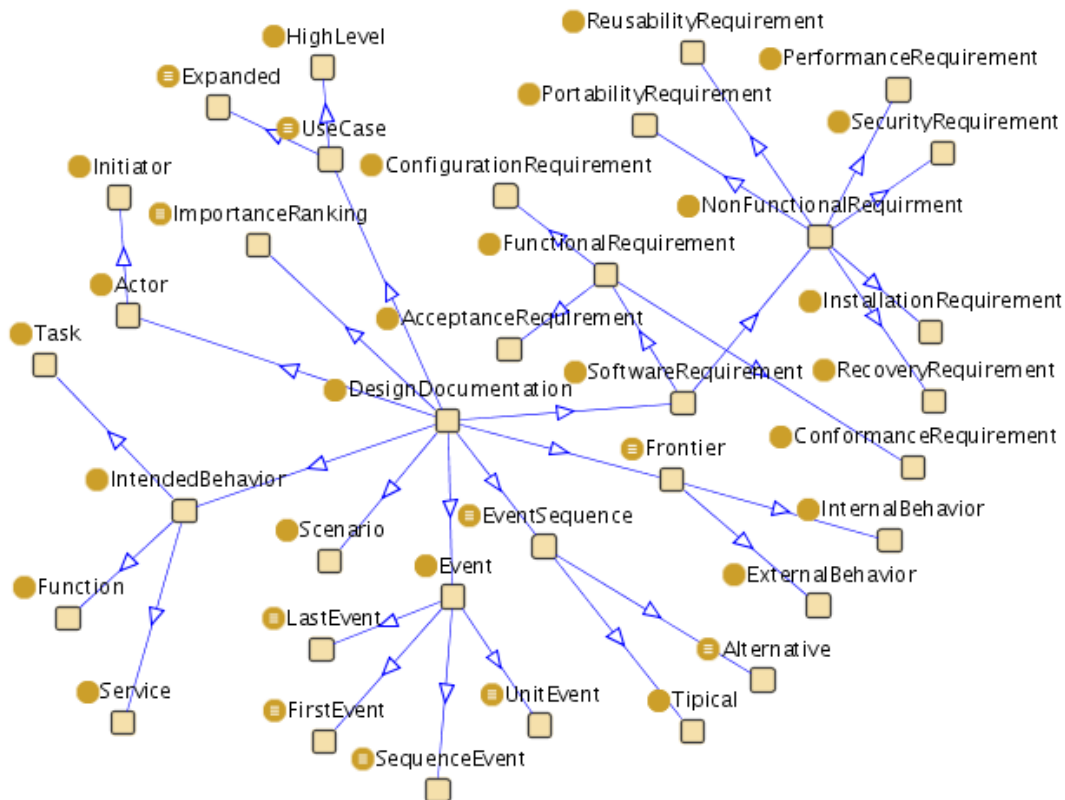 ReusabilityRequirement
HighLevel
PerformanceRequirement
Expanded
PortabilityRequirement
SecurityRequirement
UseCase
Initiator
ConfigurationRequirement
ImportanceRanking
NonFunctionalRequirment
FunctionalRequirement
Actor
InstallationRequirement
AcceptanceRequirement
Task
SoftwareRequirement
RecoveryRequirement
DesignDocumentation
ConformanceRequirement
Frontier
IntendedBehavior
InternalBehavior
EventSequence
Scenario
Event
ExternalBehavior
Function
LastEvent
Alternative
Service
UnitEvent
Tipical
FirstEvent
SequenceEvent